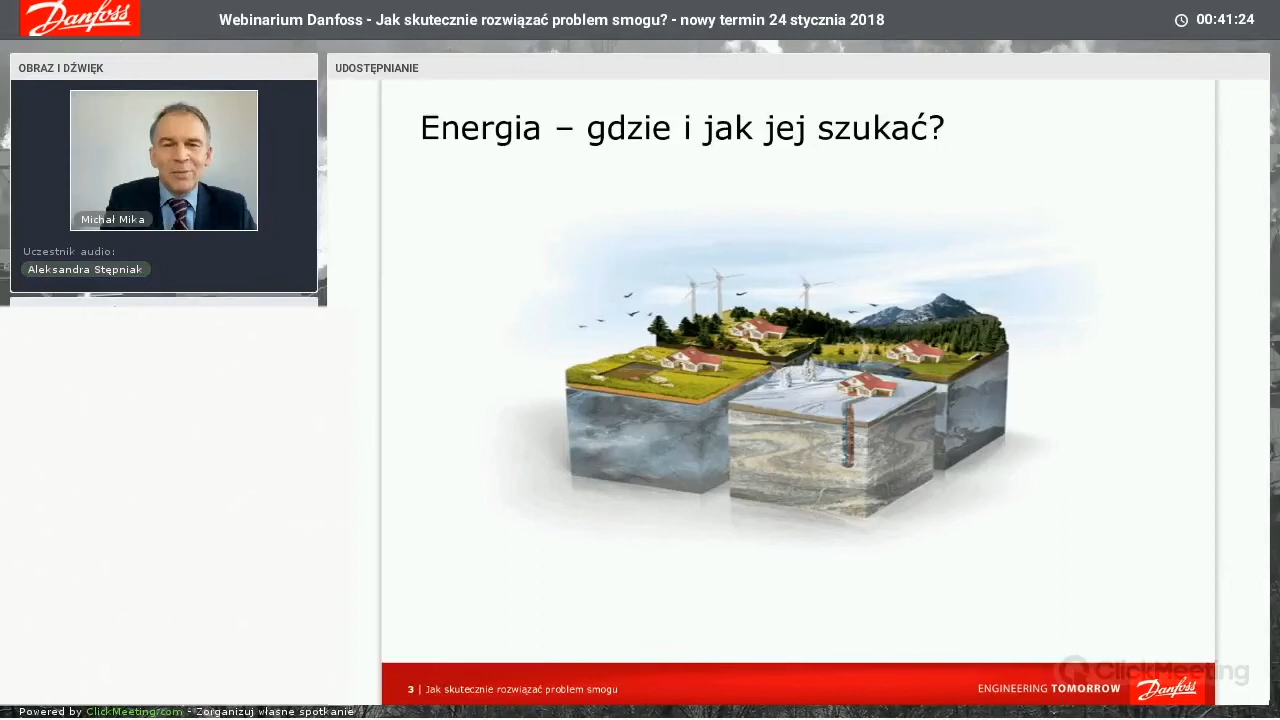 Danfoss
Webinarium Danfoss - Jak skutecznie rozwiązać problem smogu? - nowy termin 24 stycznia 2018
00:41:24
OBRAZ I DŹWIĘK
Michał Mika
Uczestnik audio:
Aleksandra Stępniak
UDOSTĘPNIANIE
Energia – gdzie i jak jej szukać?
3 | Jak skutecznie rozwiązać problem smogu
ENGINEERING TOMORROW
Danfoss
ClickMeeting
Powered by ClickMeeting.com - Zorganizuj własne spotkanie